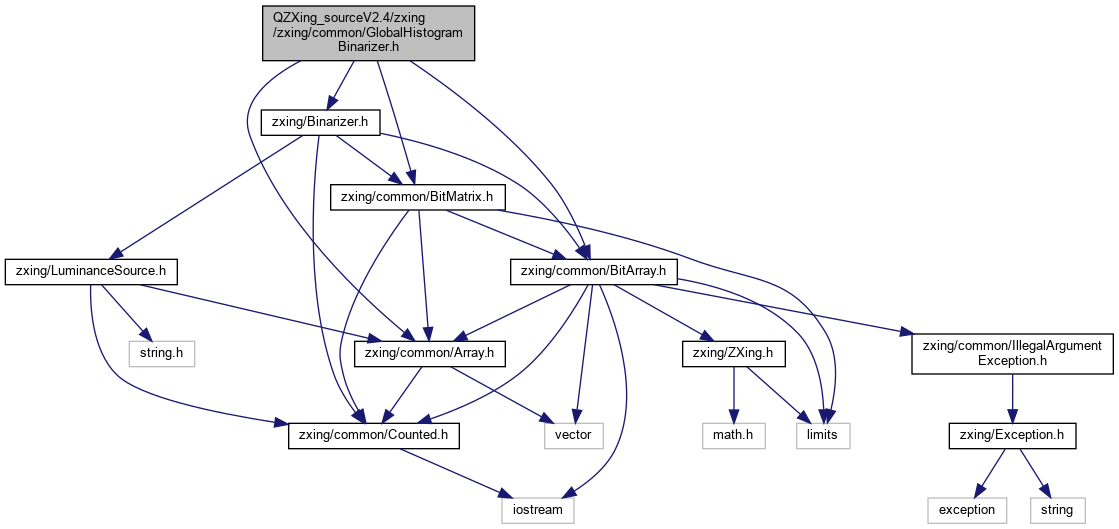 QZXing_sourceV2.4/zxing
/zxing/common/GlobalHistogram
Binarizer.h
zxing/Binarizer.h
zxing/common/BitMatrix.h
zxing/LuminanceSource.h
zxing/common/BitArray.h
string.h
zxing/common/Array.h
zxing/ZXing.h
zxing/common/IllegalArgument
Exception.h
zxing/common/Counted.h
vector
math.h
limits
zxing/Exception.h
iostream
exception
string